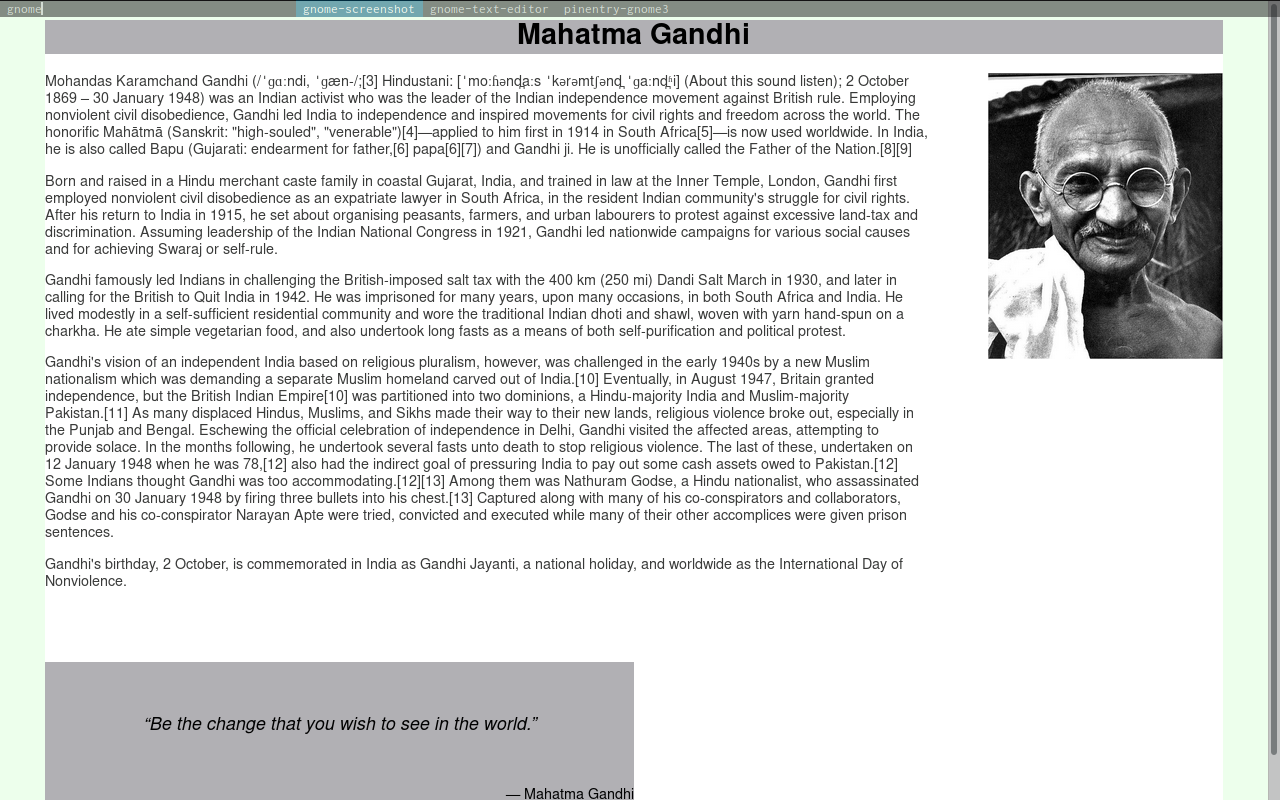 gnome gnome-screenshot gnome-text-editor pinentry-gnome3
Mahatma Gandhi
Mohandas Karamchand Gandhi (/ˈɡɑːndi, ˈɡæn-/;[3] Hindustani: [ˈmoːɦənd̪aːs ˈkərəmtʃənd̪ ˈɡaːnd̪ʱi] (About this sound listen); 2 October
1869 – 30 January 1948) was an Indian activist who was the leader of the Indian independence movement against British rule. Employing
nonviolent civil disobedience, Gandhi led India to independence and inspired movements for civil rights and freedom across the world. The
honorific Mahātmā (Sanskrit: "high-souled", "venerable")[4]—applied to him first in 1914 in South Africa[5]—is now used worldwide. In India,
he is also called Bapu (Gujarati: endearment for father,[6] papa[6][7]) and Gandhi ji. He is unofficially called the Father of the Nation.[8][9]
Born and raised in a Hindu merchant caste family in coastal Gujarat, India, and trained in law at the Inner Temple, London, Gandhi first
employed nonviolent civil disobedience as an expatriate lawyer in South Africa, in the resident Indian community's struggle for civil rights.
After his return to India in 1915, he set about organising peasants, farmers, and urban labourers to protest against excessive land-tax and
discrimination. Assuming leadership of the Indian National Congress in 1921, Gandhi led nationwide campaigns for various social causes
and for achieving Swaraj or self-rule.
Gandhi famously led Indians in challenging the British-imposed salt tax with the 400 km (250 mi) Dandi Salt March in 1930, and later in
calling for the British to Quit India in 1942. He was imprisoned for many years, upon many occasions, in both South Africa and India. He
lived modestly in a self-sufficient residential community and wore the traditional Indian dhoti and shawl, woven with yarn hand-spun on a
charkha. He ate simple vegetarian food, and also undertook long fasts as a means of both self-purification and political protest.
Gandhi's vision of an independent India based on religious pluralism, however, was challenged in the early 1940s by a new Muslim
nationalism which was demanding a separate Muslim homeland carved out of India.[10] Eventually, in August 1947, Britain granted
independence, but the British Indian Empire[10] was partitioned into two dominions, a Hindu-majority India and Muslim-majority
Pakistan.[11] As many displaced Hindus, Muslims, and Sikhs made their way to their new lands, religious violence broke out, especially in
the Punjab and Bengal. Eschewing the official celebration of independence in Delhi, Gandhi visited the affected areas, attempting to
provide solace. In the months following, he undertook several fasts unto death to stop religious violence. The last of these, undertaken on
12 January 1948 when he was 78,[12] also had the indirect goal of pressuring India to pay out some cash assets owed to Pakistan.[12]
Some Indians thought Gandhi was too accommodating.[12][13] Among them was Nathuram Godse, a Hindu nationalist, who assassinated
Gandhi on 30 January 1948 by firing three bullets into his chest.[13] Captured along with many of his co-conspirators and collaborators,
Godse and his co-conspirator Narayan Apte were tried, convicted and executed while many of their other accomplices were given prison
sentences.
Gandhi's birthday, 2 October, is commemorated in India as Gandhi Jayanti, a national holiday, and worldwide as the International Day of
Nonviolence.
“Be the change that you wish to see in the world.”
— Mahatma Gandhi